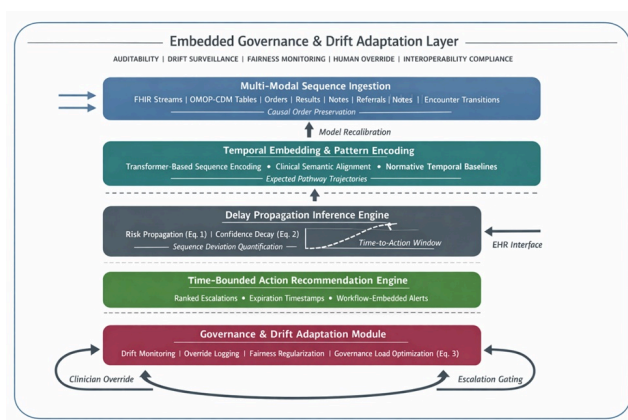 Embedded Governance & Drift Adaptation Layer
AUDITABILITY | DRIFT SURVEILLANCE | FAIRNESS MONITORING | HUMAN OVERRIDE | INTEROPERABILITY COMPLIANCE
Multi-Modal Sequence Ingestion
FHIR Streams | OMOP-CDM Tables | Orders | Results | Notes | Referrals | Notes | Encounter Transitions
Causal Order Preservation
Model Recalibration
Temporal Embedding & Pattern Encoding
Transformer-Based Sequence Encoding • Clinical Semantic Alignment • Normative Temporal Baselines
Expected Pathway Trajectories
Delay Propagation Inference Engine
Risk Propagation (Eq. 1) | Confidence Decay (Eq. 2)
Sequence Deviation Quantification
Time-to-Action Window
EHR Interface
Time-Bounded Action Recommendation Engine
Ranked Escalations • Expiration Timestamps • Workflow-Embedded Alerts
Governance & Drift Adaptation Module
Drift Monitoring | Override Logging | Fairness Regularization | Governance Load Optimization (Eq. 3)
Clinician Override
Escalation Gating